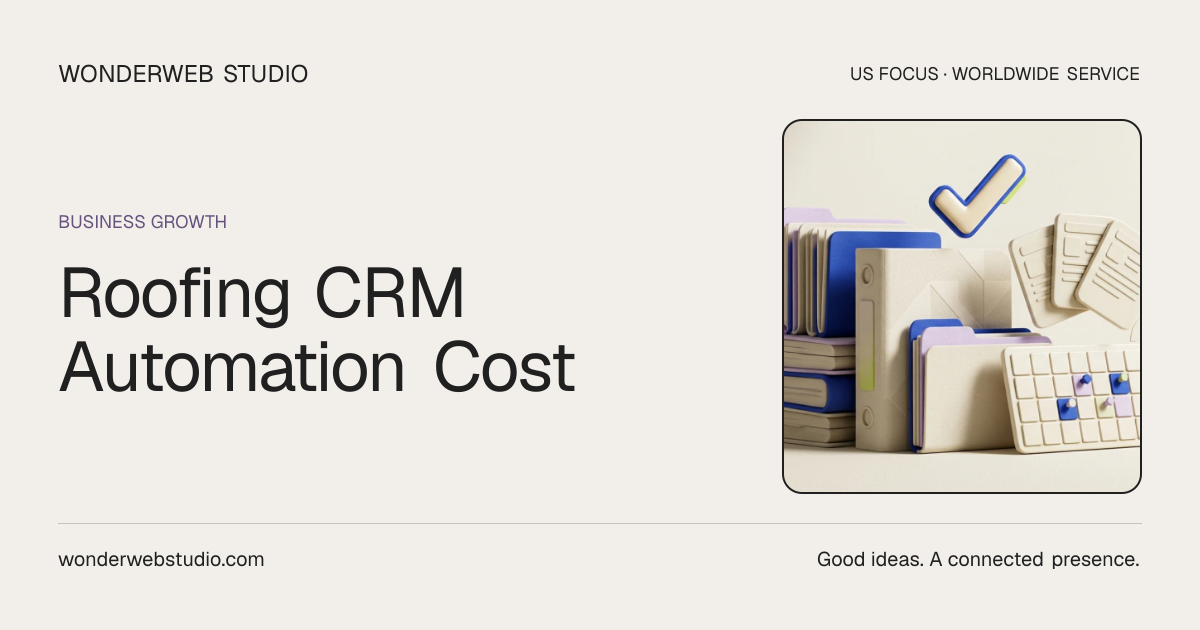 WONDERWEB STUDIO
US FOCUS · WORLDWIDE SERVICE
BUSINESS GROWTH
Roofing CRM
Automation Cost
wonderwebstudio.com
Good ideas. A connected presence.